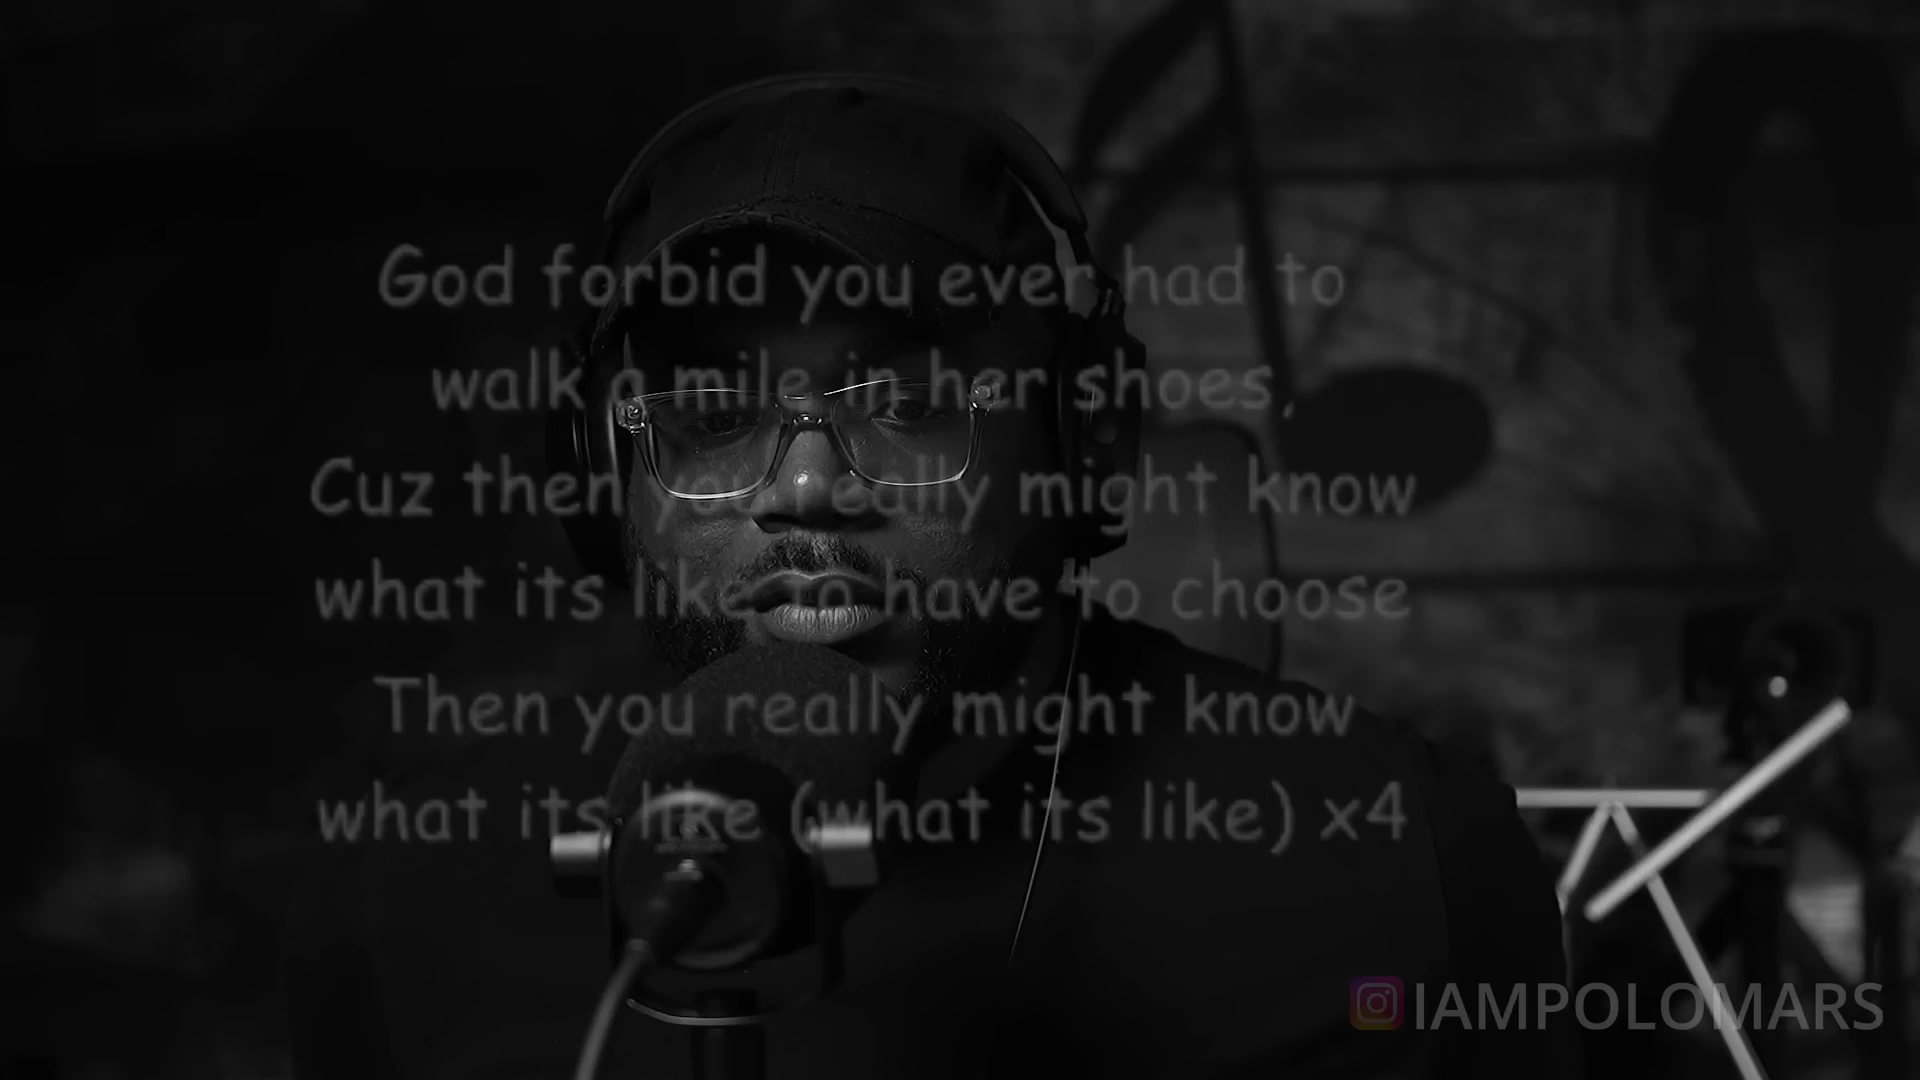 God forbid you ever had to
walk a mile in her shoes,
Cuz then you really might know
what its like to have to choose
Then you really might know
what its like (what its like) x4
IAMPOLOMARS